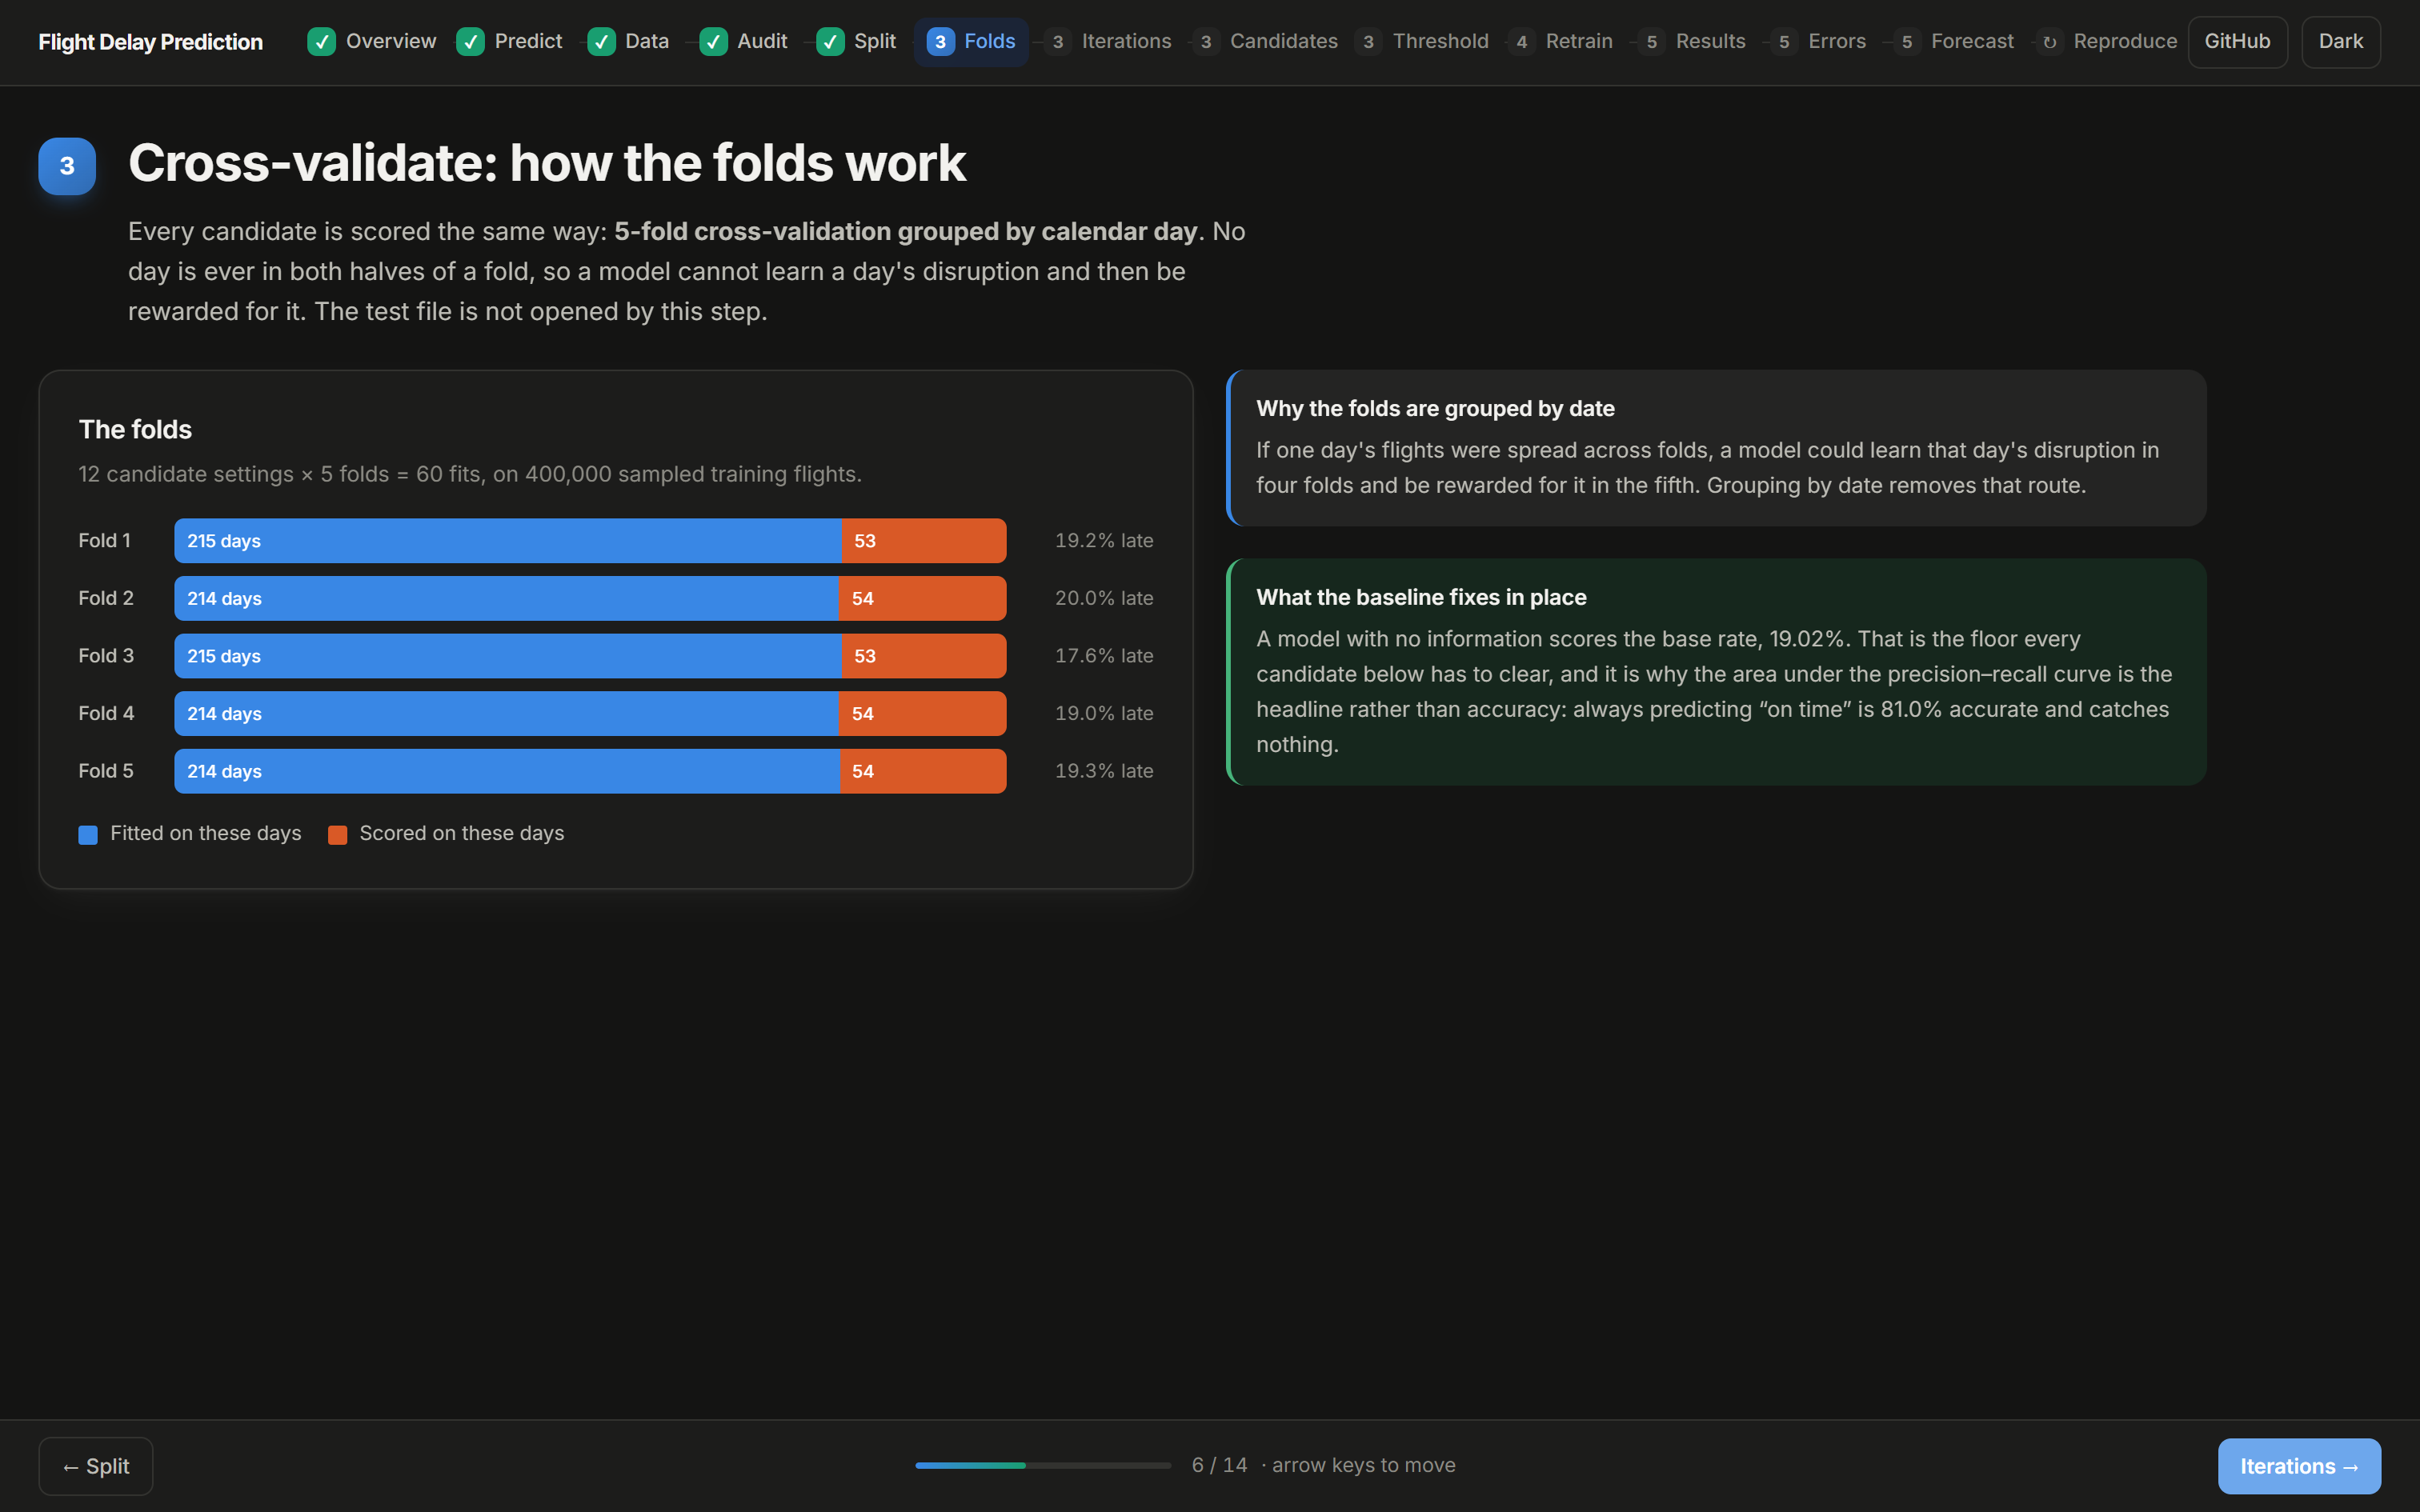 Flight Delay Prediction
✓ Overview ✓ Predict ✓ Data ✓ Audit ✓ Split 3 Folds 3 Iterations 3 Candidates 3 Threshold 4 Retrain 5 Results 5 Errors 5 Forecast ↻ Reproduce GitHub Dark
3
Cross-validate: how the folds work
Every candidate is scored the same way: 5-fold cross-validation grouped by calendar day. No
day is ever in both halves of a fold, so a model cannot learn a day's disruption and then be
rewarded for it. The test file is not opened by this step.
The folds
12 candidate settings × 5 folds = 60 fits, on 400,000 sampled training flights.
Fold 1 215 days 53 19.2% late
Fold 2 214 days 54 20.0% late
Fold 3 215 days 53 17.6% late
Fold 4 214 days 54 19.0% late
Fold 5 214 days 54 19.3% late
Fitted on these days Scored on these days
Why the folds are grouped by date
If one day's flights were spread across folds, a model could learn that day's disruption in
four folds and be rewarded for it in the fifth. Grouping by date removes that route.
What the baseline fixes in place
A model with no information scores the base rate, 19.02%. That is the floor every
candidate below has to clear, and it is why the area under the precision–recall curve is the
headline rather than accuracy: always predicting “on time” is 81.0% accurate and catches
nothing.
← Split
6 / 14 · arrow keys to move
Iterations →